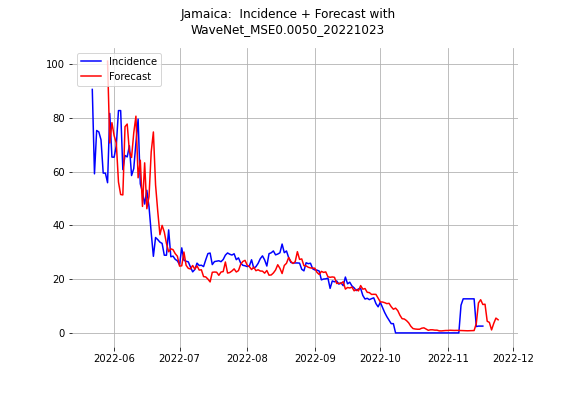 Jamaica:  Incidence + Forecast with
WaveNet_MSE0.0050_20221023
Incidence
Forecast
100
80
60
40
20
0
2022-06 2022-07 2022-08 2022-09 2022-10 2022-11 2022-12